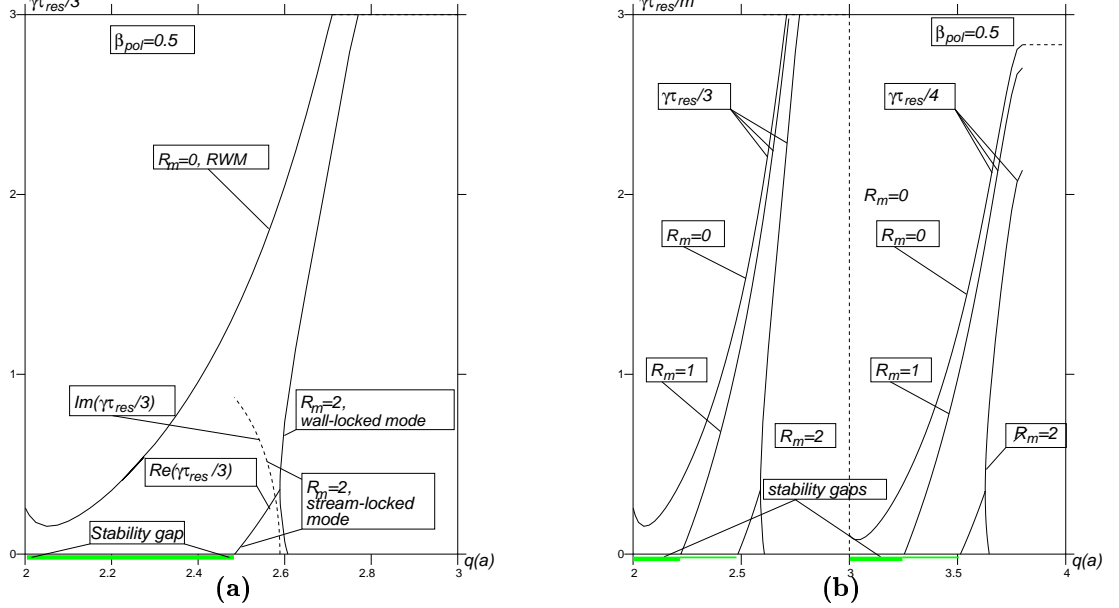 γτres/3
3
2
1
0
βpol=0.5
Rm=0, RWM
Im(γτres/3)
Rm=2,
wall-locked mode
Re(γτres /3)
Rm=2,
stream-locked
mode
Stability gap
2
2.2
2.4
2.6
2.8
3
q(a)
(a)
γτres/m
3
2
1
0
βpol=0.5
γτres/3
γτres/4
Rm=0
Rm=0
Rm=0
Rm=1
Rm=1
Rm=2
Rm=2
stability gaps
2
2.5
3
3.5
4
q(a)
(b)